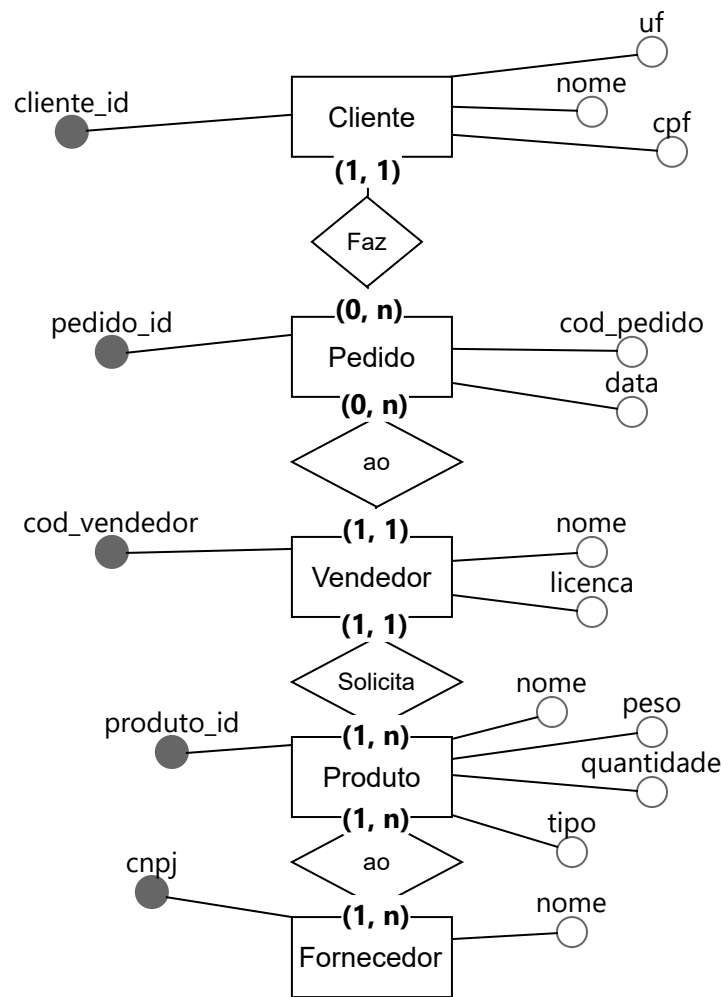 uf
nome
cliente_id
Cliente
cpf
(1, 1)
Faz
(0, n)
pedido_id
cod_pedido
Pedido
data
(0, n)
ao
cod_vendedor
(1, 1)
nome
Vendedor
licenca
(1, 1)
Solicita
nome
peso
produto_id
(1, n)
quantidade
Produto
(1, n)
tipo
ao
cnpj
(1, n)
nome
Fornecedor